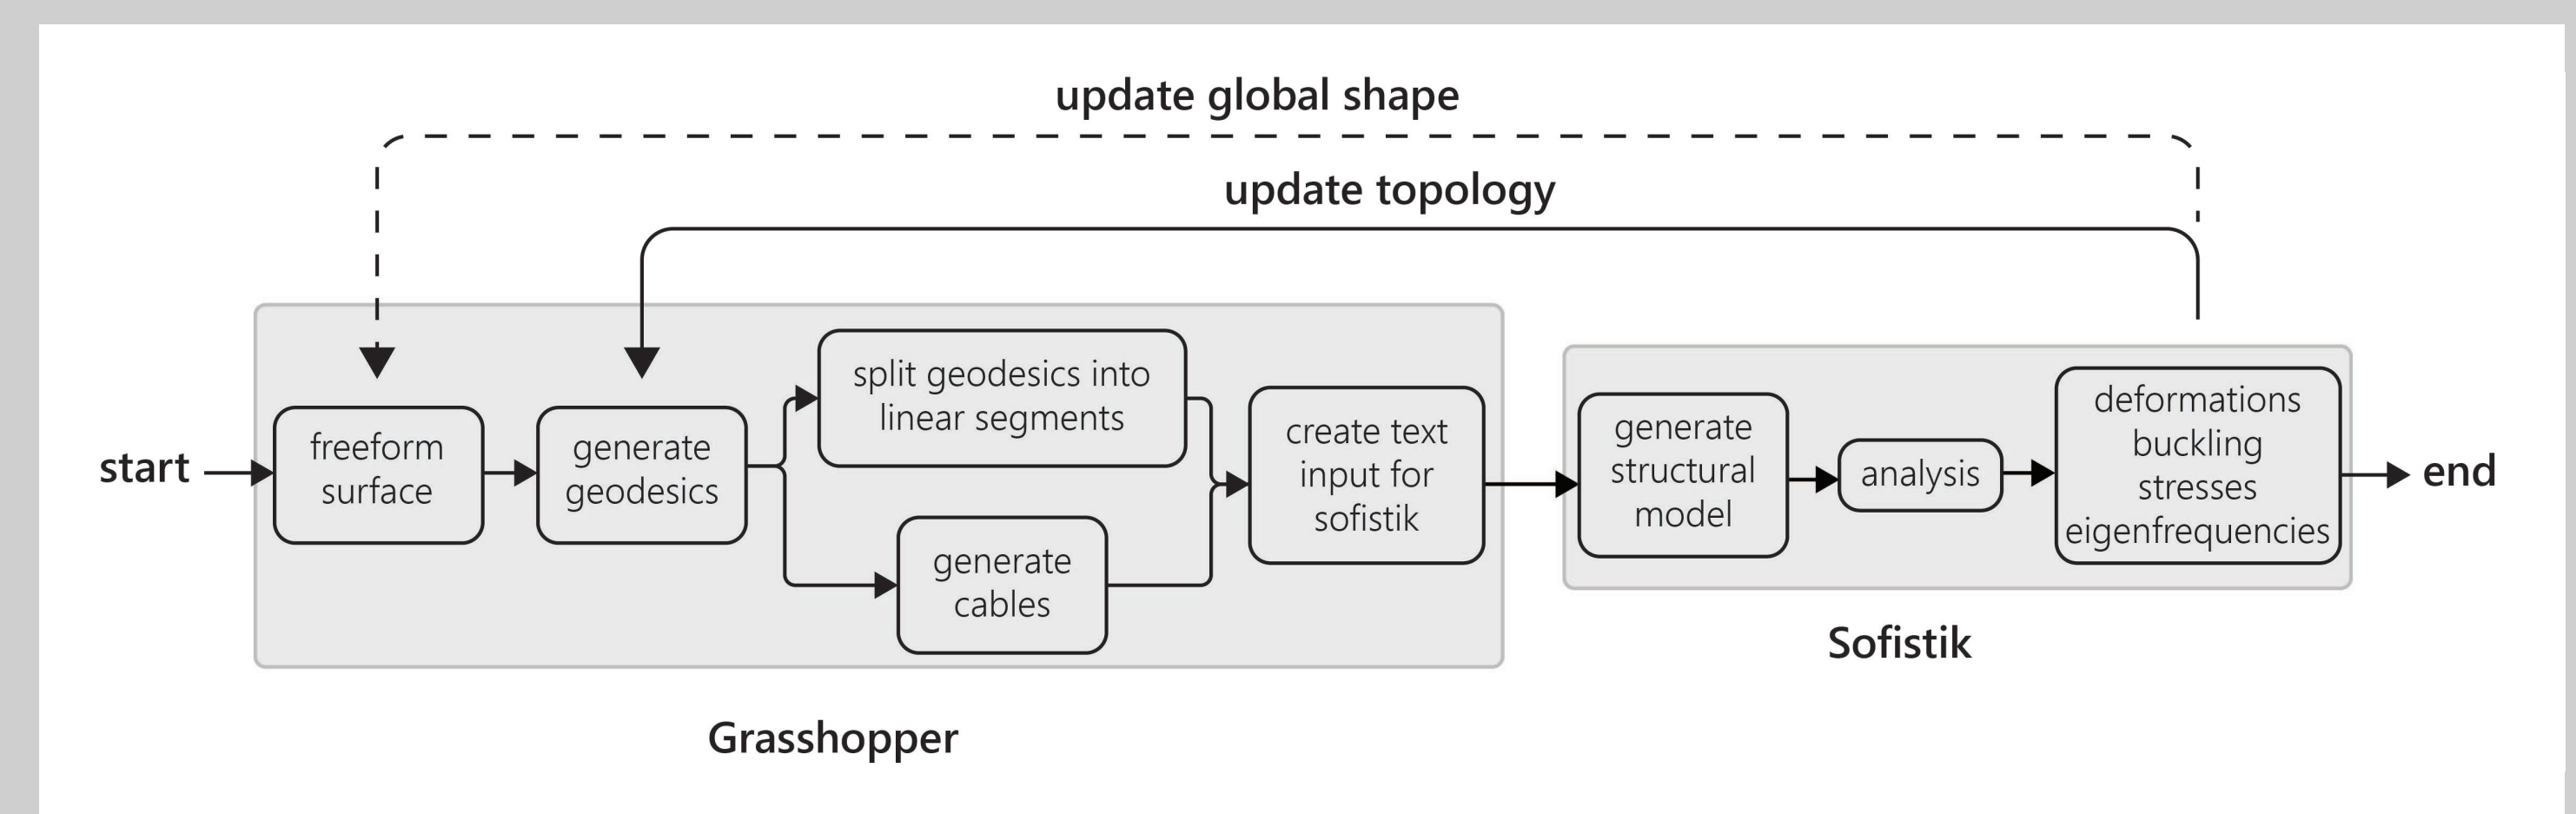 update global shape
update topology
start
freeform
surface
generate
geodesics
split geodesics into
linear segments
generate
cables
create text
input for
sofistik
generate
structural
model
analysis
deformations
buckling
stresses
eigenfrequencies
end
Sofistik
Grasshopper